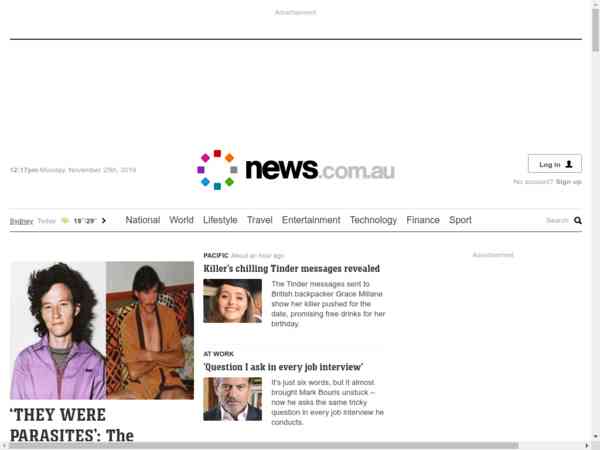 Advertisement
12:17pm Monday, November 25th, 2019
news.com.au
Log in
No account? Sign up
Sydney Today 18°/29°
National World Lifestyle Travel Entertainment Technology Finance Sport
Search
PACIFIC About an hour ago
Killer's chilling Tinder messages revealed
The Tinder messages sent to
British backpacker Grace Millane
show her killer pushed for the
date, promising free drinks for her
birthday.
Advertisement
AT WORK
‘Question I ask in every job interview’
It's just six words, but it almost
brought Mark Bouris unstuck –
now he asks the same tricky
question in every job interview he
conducts.
‘THEY WERE
PARASITES’: The